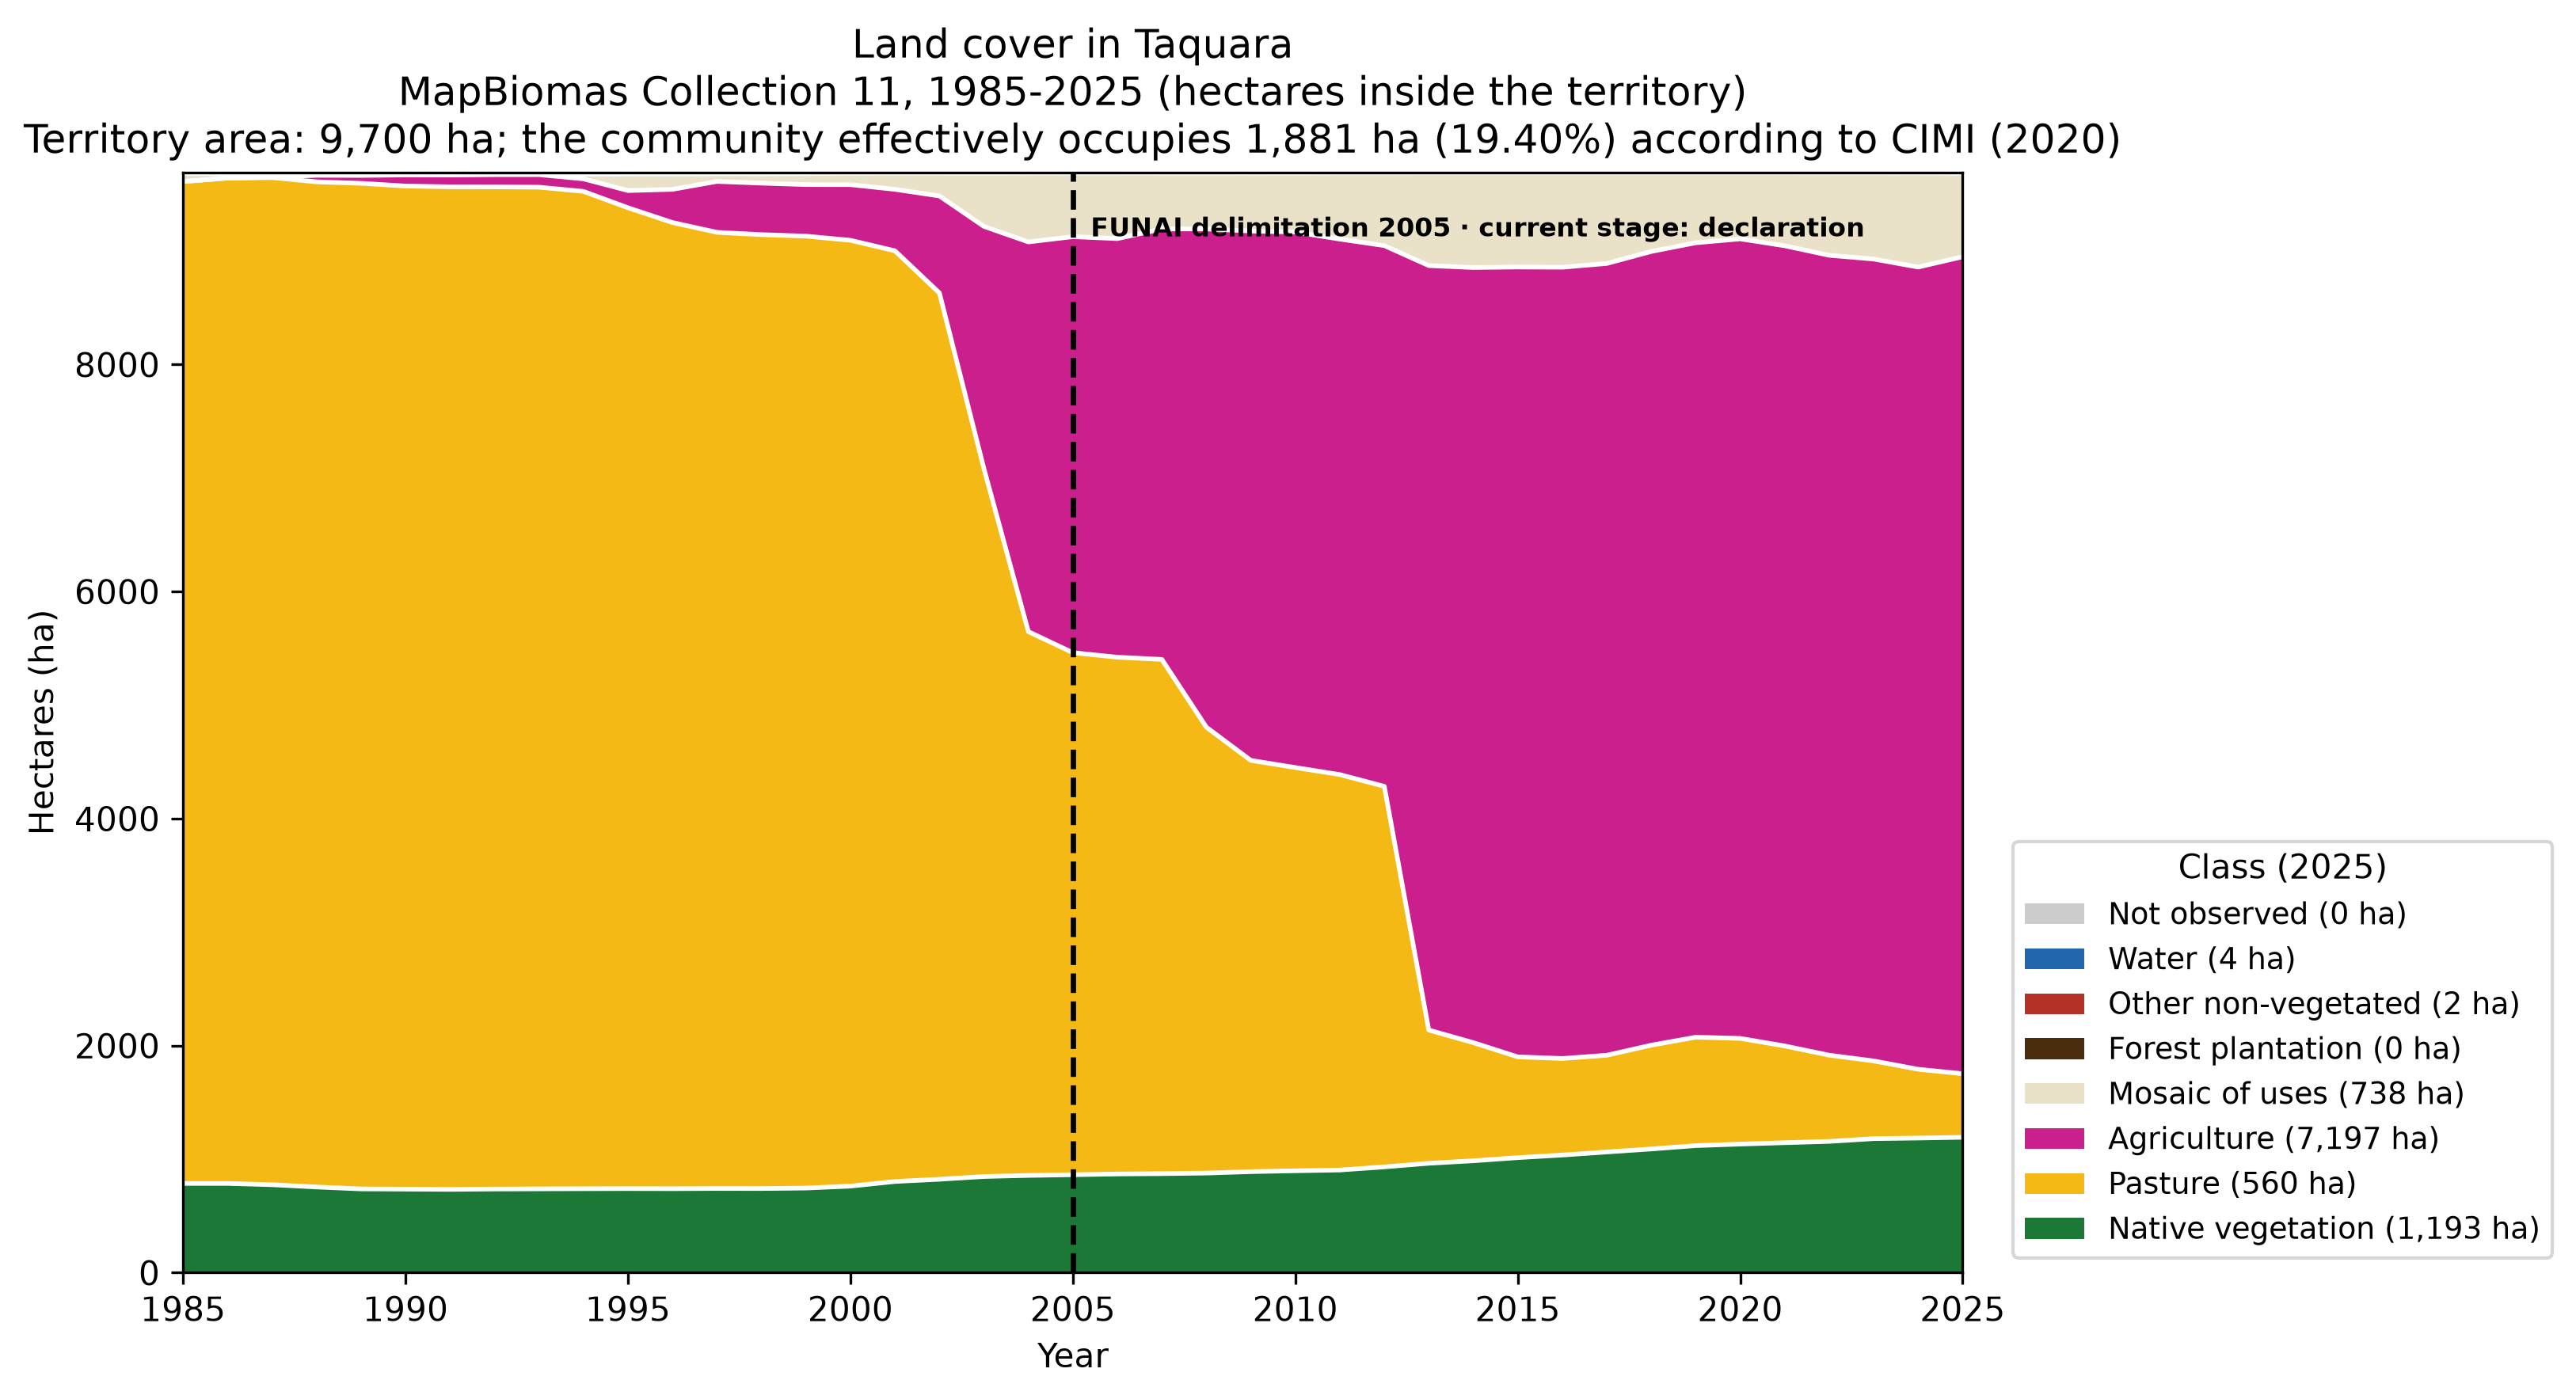 Land cover in Taquara
MapBiomas Collection 11, 1985-2025 (hectares inside the territory)
Territory area: 9,700 ha; the community effectively occupies 1,881 ha (19.40%) according to CIMI (2020)
FUNAI delimitation 2005 · current stage: declaration
8000
6000
4000
2000
0
Hectares (ha)
1985 1990 1995 2000 2005 2010 2015 2020 2025
Year
Class (2025)
Not observed (0 ha)
Water (4 ha)
Other non-vegetated (2 ha)
Forest plantation (0 ha)
Mosaic of uses (738 ha)
Agriculture (7,197 ha)
Pasture (560 ha)
Native vegetation (1,193 ha)